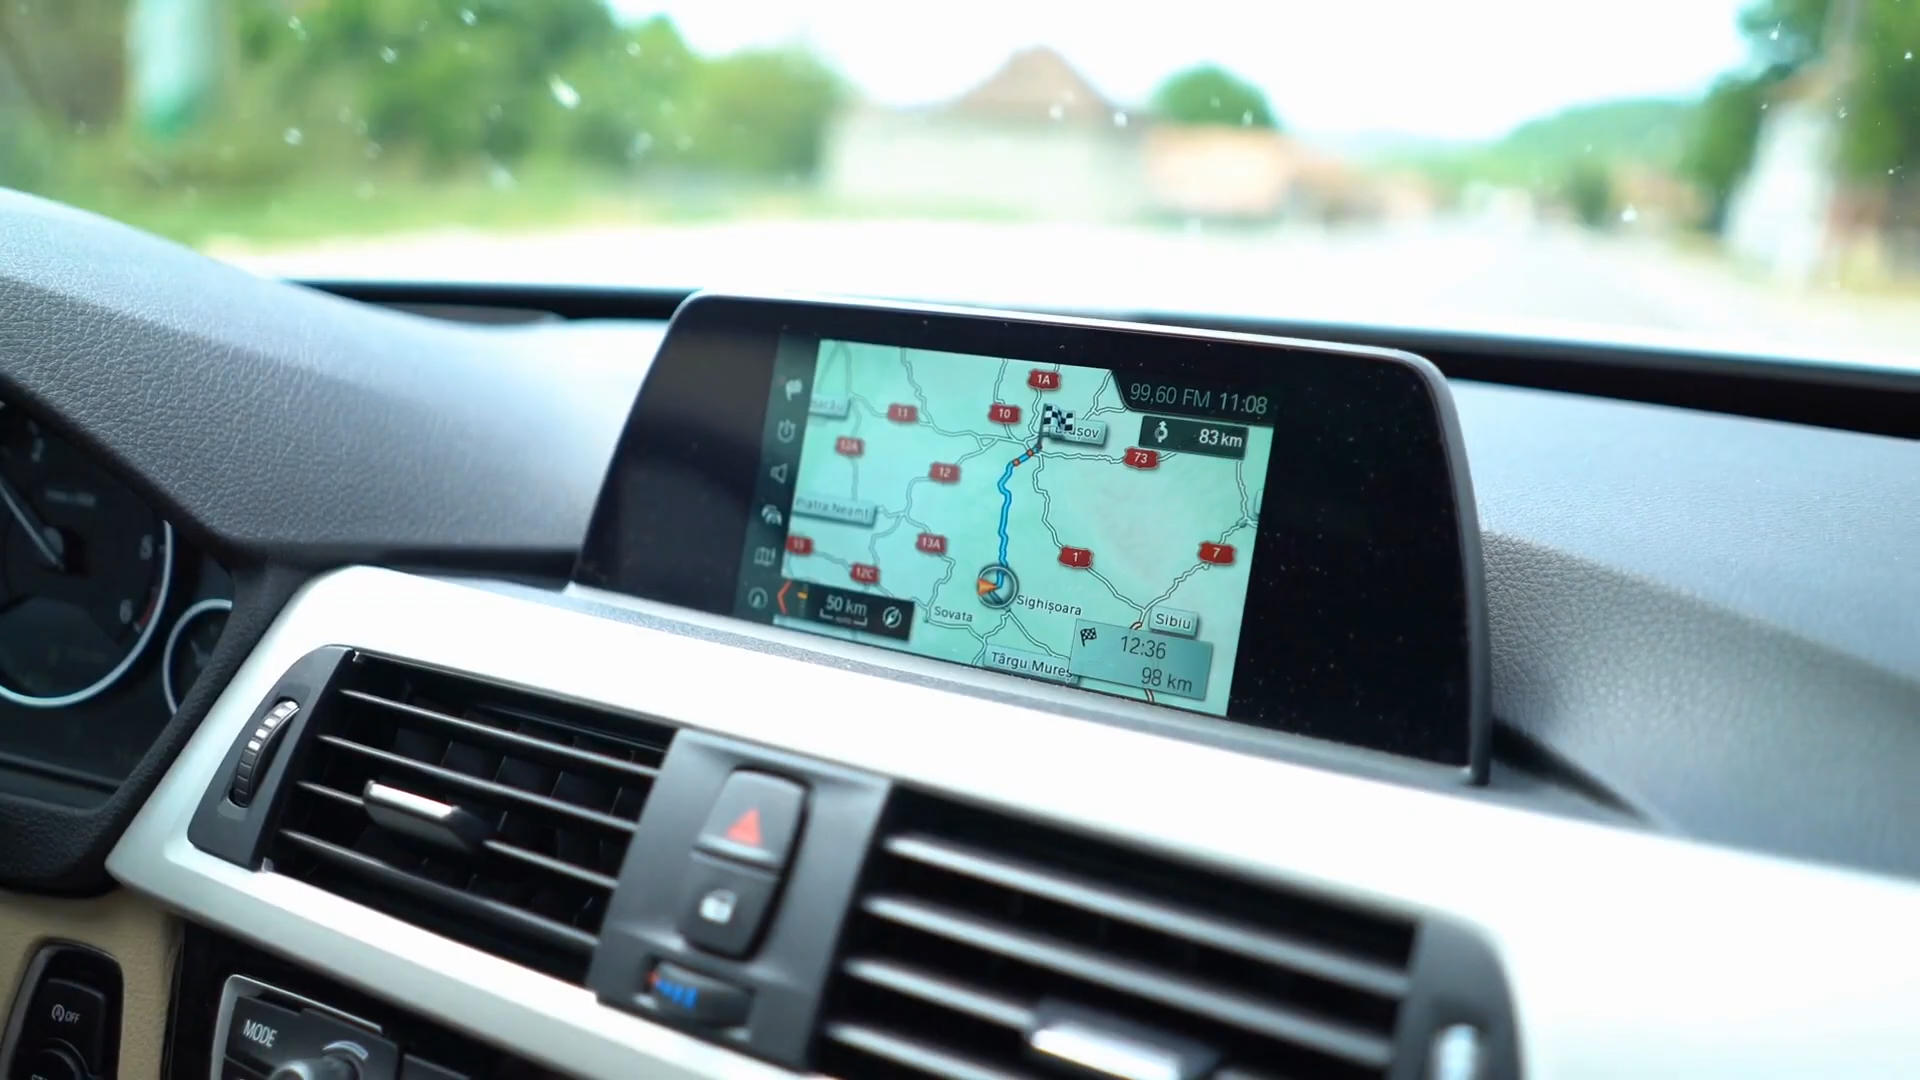 1A
99,60 FM 11:08
11
10
83 km
12A
73
12
Piatra Neamț
15
13A
1
7
12C
50 km
Sighișoara
Sovata
Sibiu
12:36
Târgu Mureș
98 km
OFF
MODE